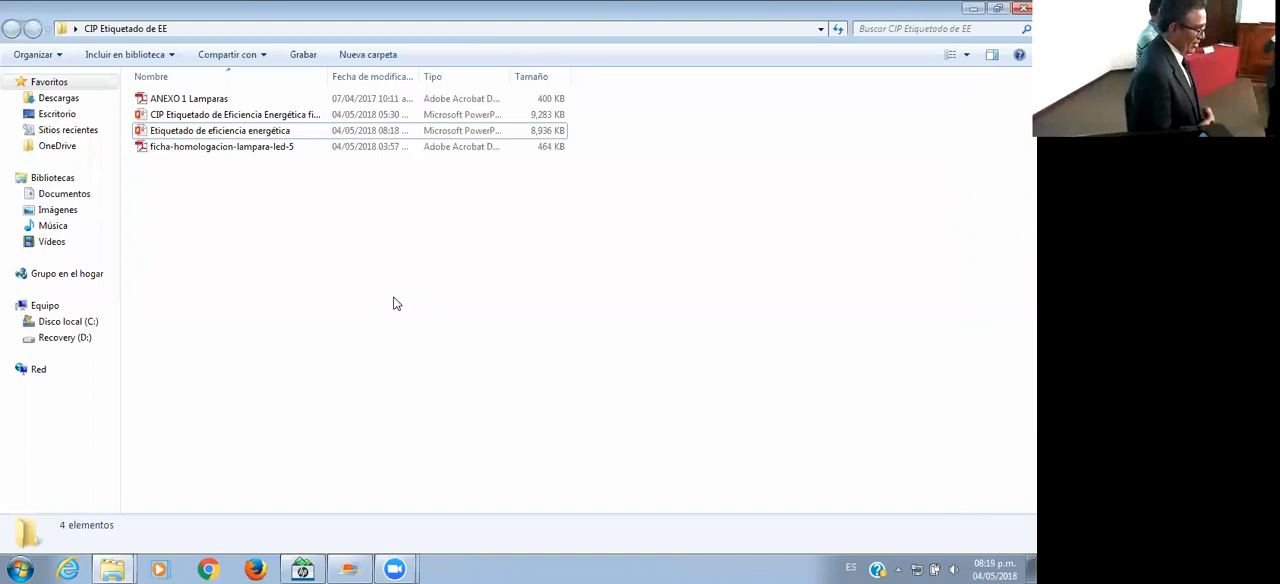 CIP Etiquetado de EE
Buscar CIP Etiquetado de EE
Organizar Incluir en biblioteca Compartir con Grabar Nueva carpeta
Nombre Fecha de modifica... Tipo Tamaño
Favoritos
Descargas
Escritorio
Sitios recientes
OneDrive
Bibliotecas
Documentos
Imágenes
Música
Vídeos
Grupo en el hogar
Equipo
Disco local (C:)
Recovery (D:)
Red
ANEXO 1 Lamparas 07/04/2017 10:11 a... Adobe Acrobat D... 400 KB
CIP Etiquetado de Eficiencia Energética fi... 04/05/2018 05:30 ... Microsoft PowerP... 9,283 KB
Etiquetado de eficiencia energética 04/05/2018 08:18 ... Microsoft PowerP... 8,936 KB
ficha-homologacion-lampara-led-5 04/05/2018 03:57 ... Adobe Acrobat D... 464 KB
4 elementos
ES
08:19 p.m.
04/05/2018